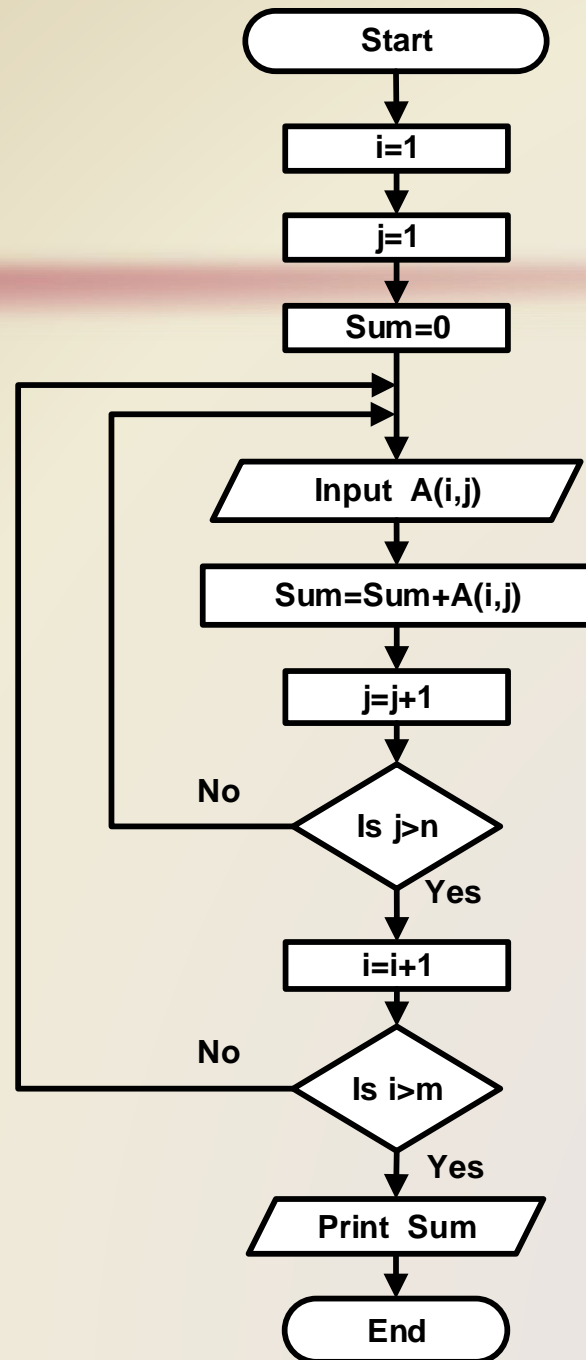 Start
i=1
j=1
Sum=0
Input A(i,j)
Sum=Sum+A(i,j)
j=j+1
No
Is j>n
Yes
i=i+1
No
Is i>m
Yes
Print Sum
End